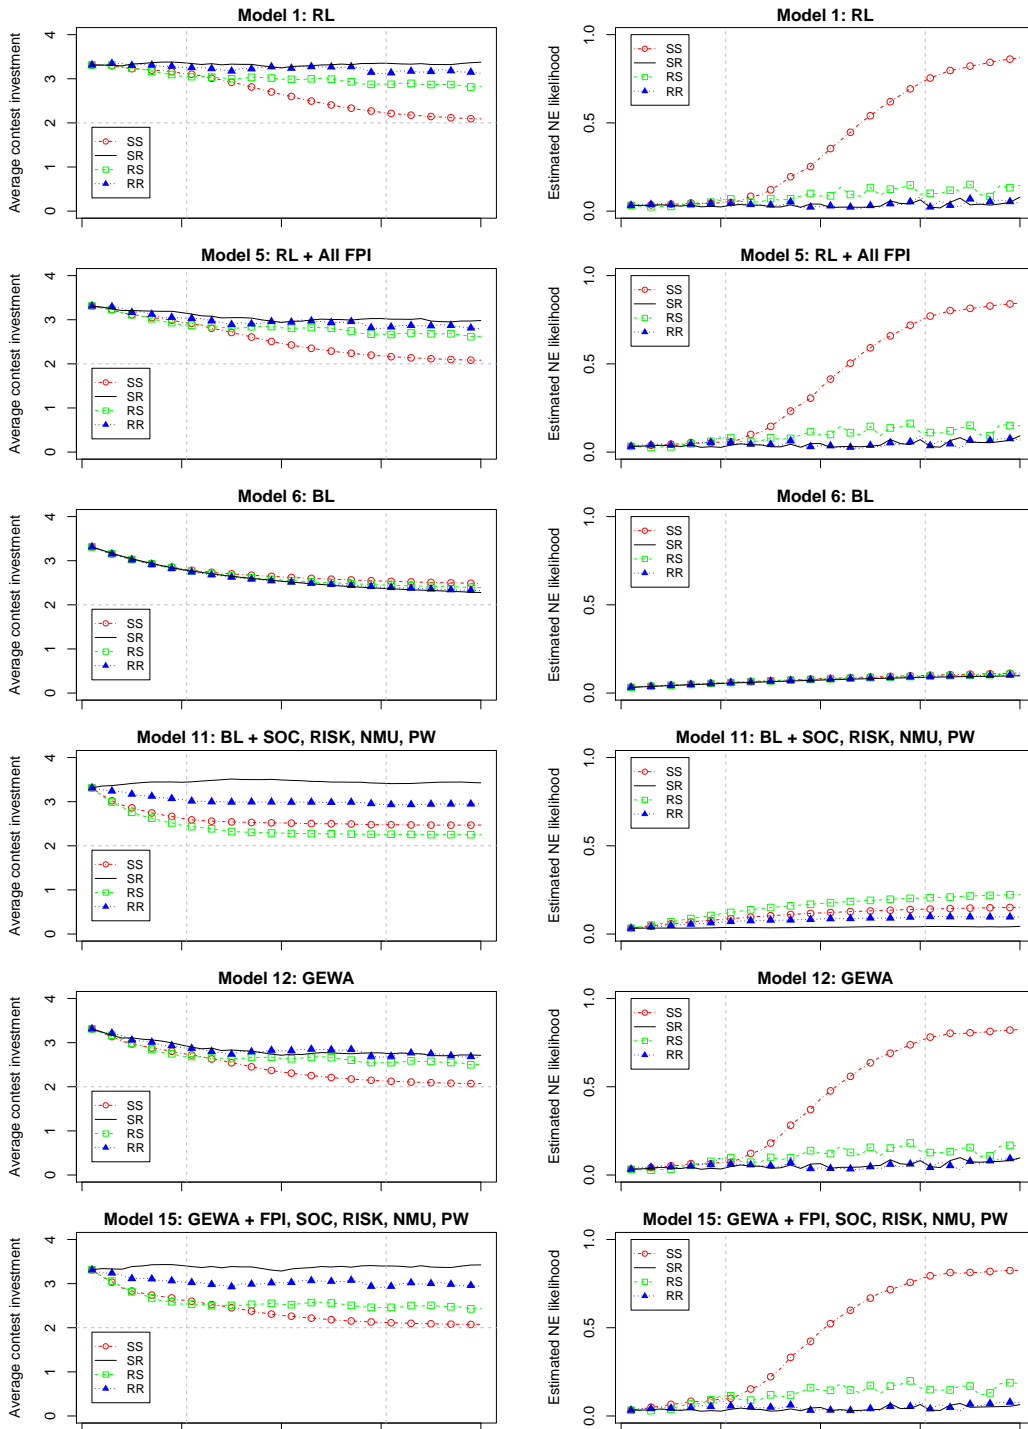 Model 1: RL
Average contest investment
4
3
2
1
0
SS
SR
RS
RR
Model 1: RL
Estimated NE likelihood
1.0
0.5
0.0
SS
SR
RS
RR
Model 5: RL + All FPI
Average contest investment
4
3
2
1
0
SS
SR
RS
RR
Model 5: RL + All FPI
Estimated NE likelihood
1.0
0.5
0.0
SS
SR
RS
RR
Model 6: BL
Average contest investment
4
3
2
1
0
SS
SR
RS
RR
Model 6: BL
Estimated NE likelihood
1.0
0.5
0.0
SS
SR
RS
RR
Model 11: BL + SOC, RISK, NMU, PW
Average contest investment
4
3
2
1
0
SS
SR
RS
RR
Model 11: BL + SOC, RISK, NMU, PW
Estimated NE likelihood
1.0
0.5
0.0
SS
SR
RS
RR
Model 12: GEWA
Average contest investment
4
3
2
1
0
SS
SR
RS
RR
Model 12: GEWA
Estimated NE likelihood
1.0
0.5
0.0
SS
SR
RS
RR
Model 15: GEWA + FPI, SOC, RISK, NMU, PW
Average contest investment
4
3
2
1
0
SS
SR
RS
RR
Model 15: GEWA + FPI, SOC, RISK, NMU, PW
Estimated NE likelihood
1.0
0.5
0.0
SS
SR
RS
RR